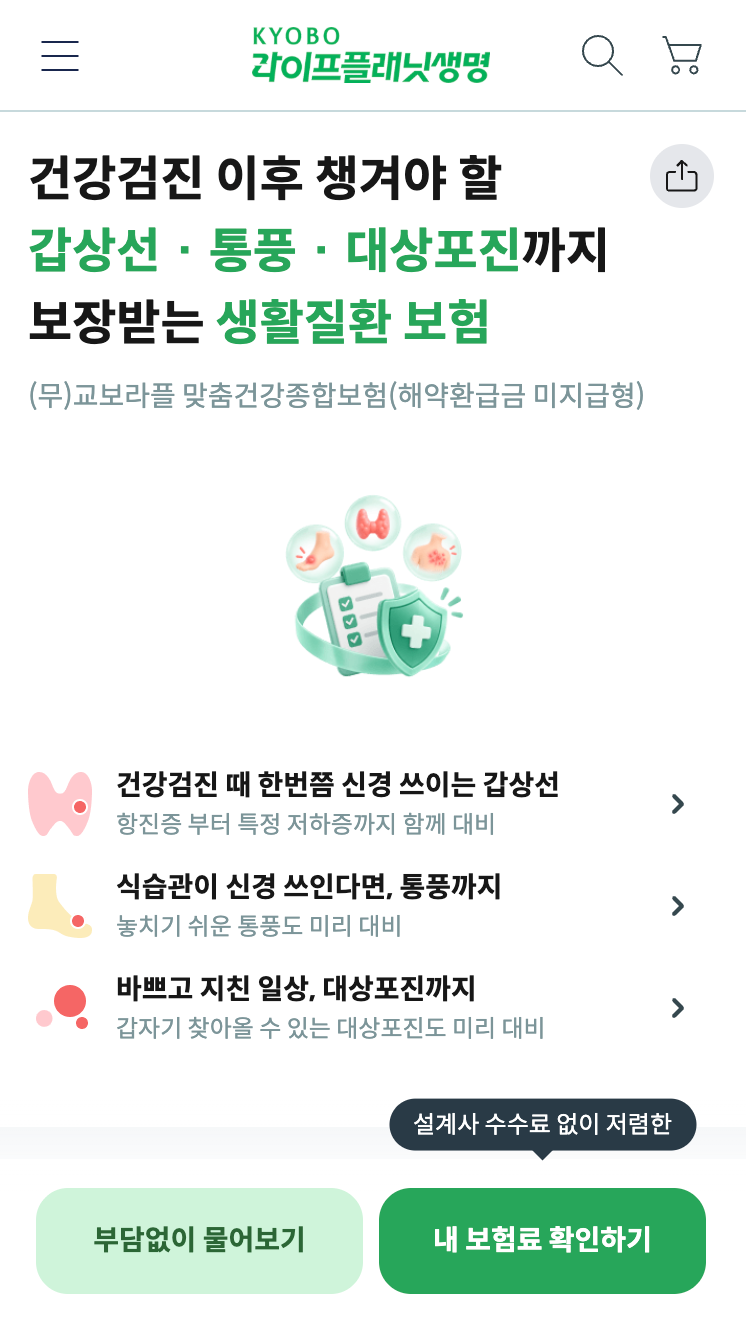 KYOBO
라이프플래닛생명
건강검진 이후 챙겨야 할
갑상선 · 통풍 · 대상포진까지
보장받는 생활질환 보험
(무)교보라플 맞춤건강종합보험(해약환급금 미지급형)
건강검진 때 한번쯤 신경 쓰이는 갑상선
항진증 부터 특정 저하증까지 함께 대비
식습관이 신경 쓰인다면, 통풍까지
놓치기 쉬운 통풍도 미리 대비
바쁘고 지친 일상, 대상포진까지
갑자기 찾아올 수 있는 대상포진도 미리 대비
설계사 수수료 없이 저렴한
부담없이 물어보기
내 보험료 확인하기